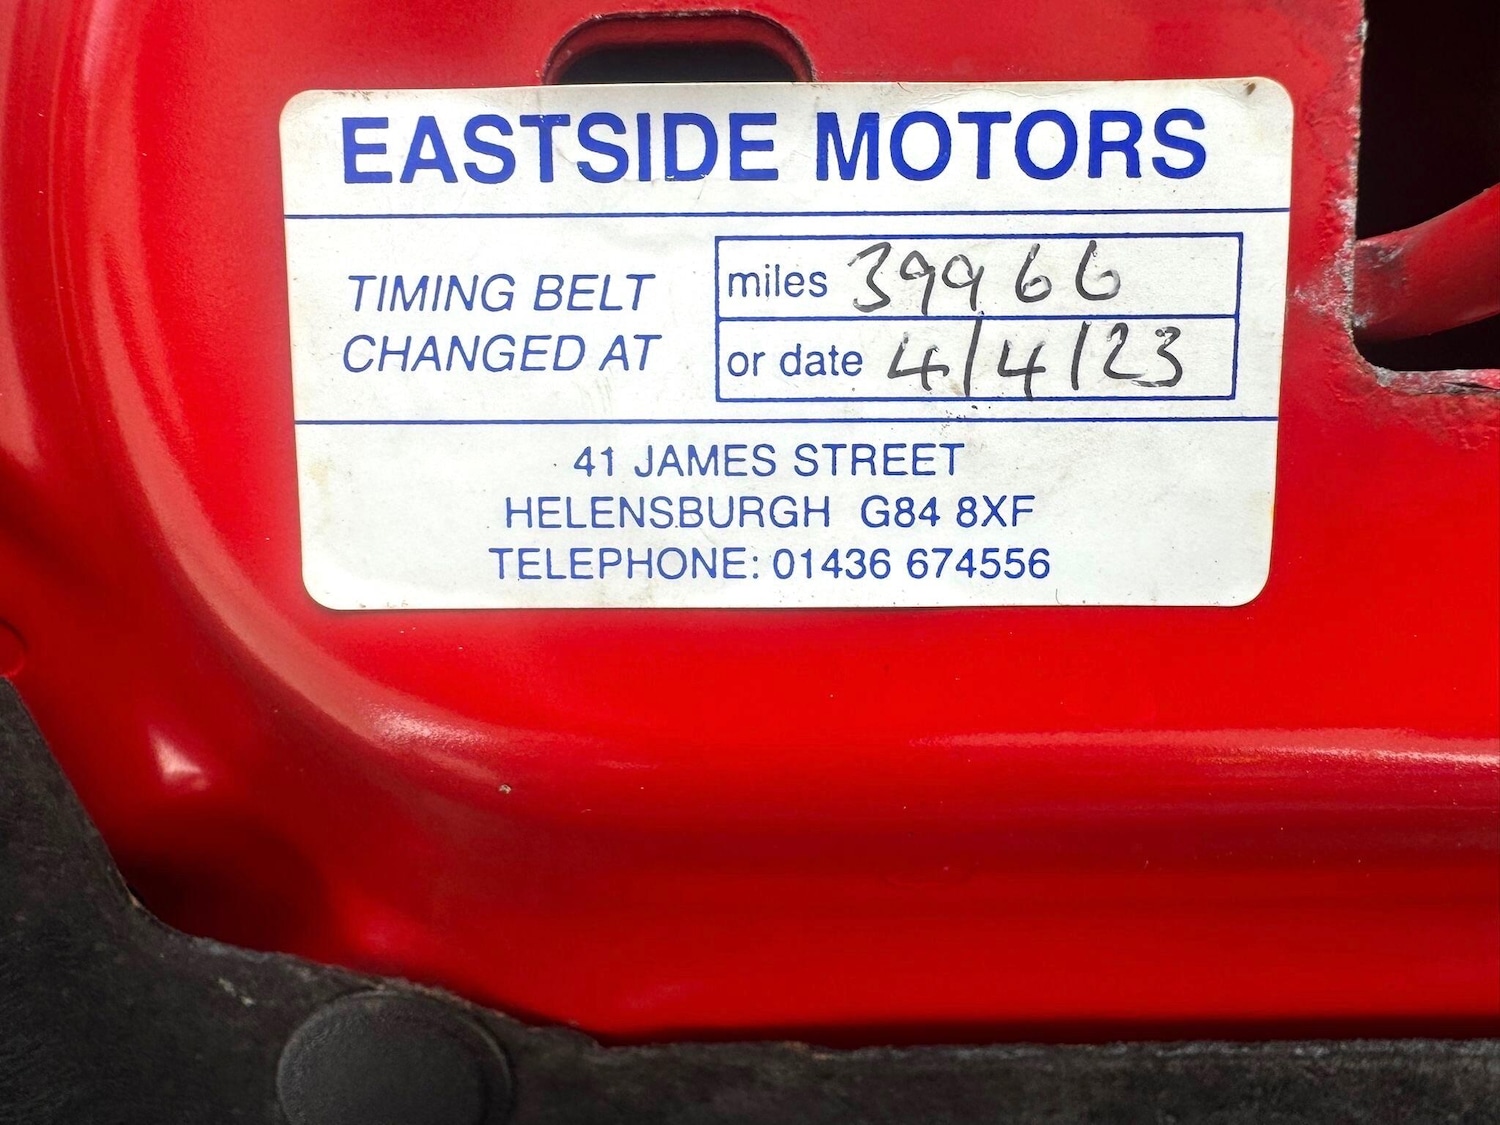 EASTSIDE MOTORS
TIMING BELT
CHANGED AT
miles 39966
or date 4/4/23
41 JAMES STREET
HELENSBURGH G84 8XF
TELEPHONE: 01436 674556